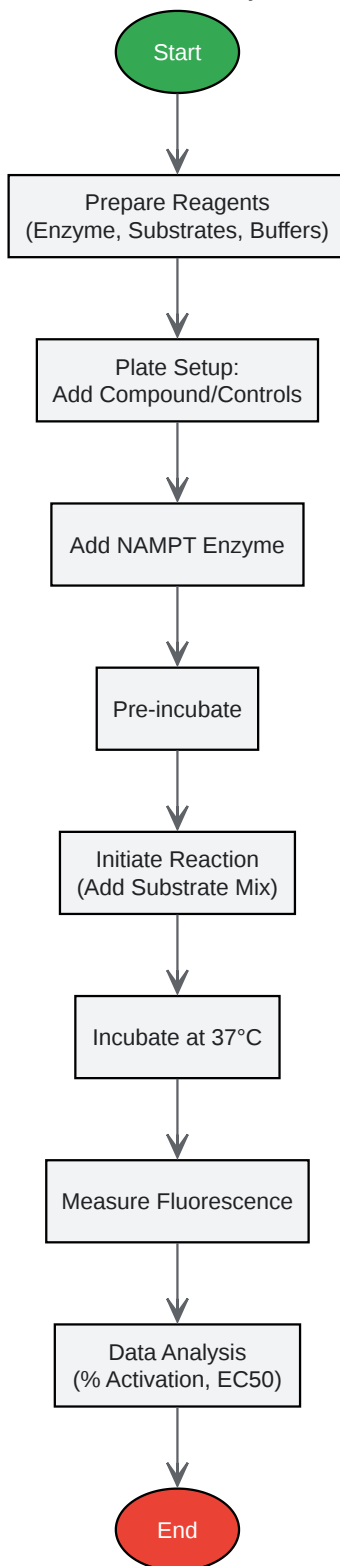 Start
Prepare Reagents
(Enzyme, Substrates, Buffers)
Plate Setup:
Add Compound/Controls
Add NAMPT Enzyme
Pre-incubate
Initiate Reaction
(Add Substrate Mix)
Incubate at 37°C
Measure Fluorescence
Data Analysis
(% Activation, EC50)
End